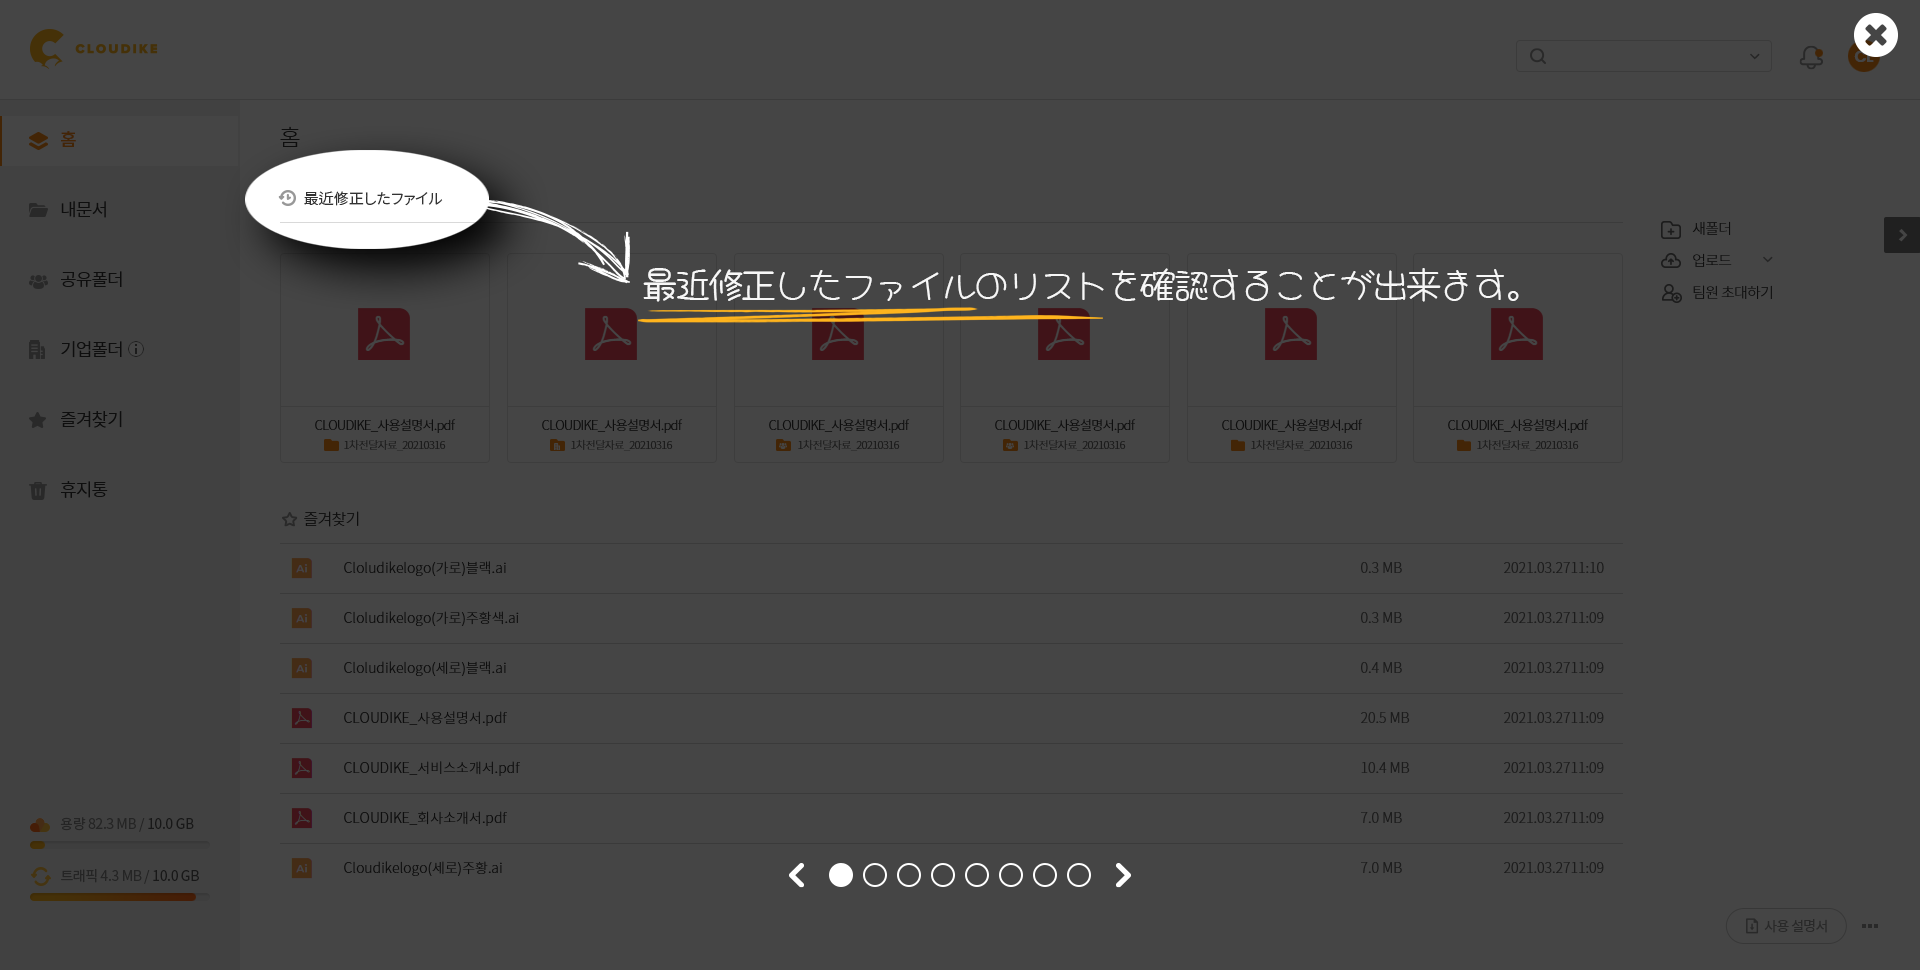 CLOUDIKE
홈
홈
最近修正したファイル
最近修正したファイルのリストを確認することが出来ます。
내문서
공유폴더
기업폴더
즐겨찾기
휴지통
새폴더
업로드
팀원 초대하기
CLOUDIKE_사용설명서.pdf
1차전달자료_20210316
CLOUDIKE_사용설명서.pdf
1차전달자료_20210316
CLOUDIKE_사용설명서.pdf
1차전달자료_20210316
CLOUDIKE_사용설명서.pdf
1차전달자료_20210316
CLOUDIKE_사용설명서.pdf
1차전달자료_20210316
CLOUDIKE_사용설명서.pdf
1차전달자료_20210316
즐겨찾기
Ai Cloludikelogo(가로)블랙.ai 0.3 MB 2021.03.2711:10
Ai Cloludikelogo(가로)주황색.ai 0.3 MB 2021.03.2711:09
Ai Cloludikelogo(세로)블랙.ai 0.4 MB 2021.03.2711:09
CLOUDIKE_사용설명서.pdf 20.5 MB 2021.03.2711:09
CLOUDIKE_서비스소개서.pdf 10.4 MB 2021.03.2711:09
CLOUDIKE_회사소개서.pdf 7.0 MB 2021.03.2711:09
Ai Cloudikelogo(세로)주황.ai 7.0 MB 2021.03.2711:09
용량 82.3 MB / 10.0 GB
트래픽 4.3 MB / 10.0 GB
사용 설명서